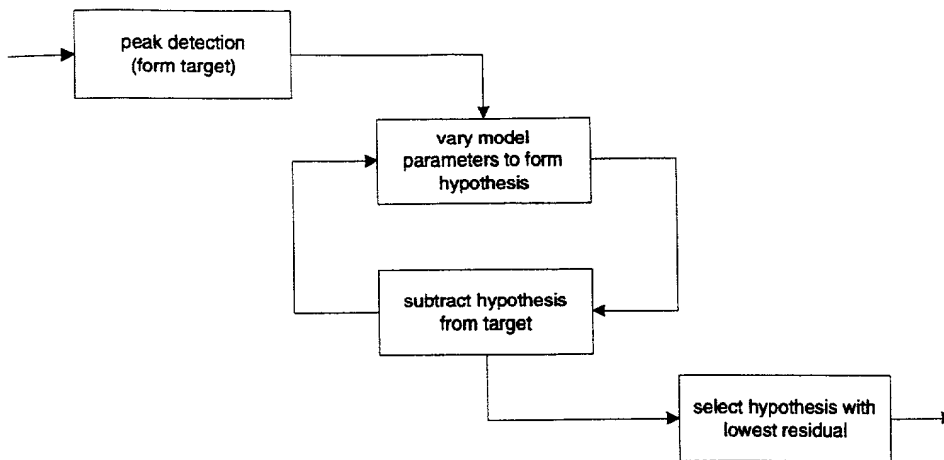 peak detection
(form target)
vary model
parameters to form
hypothesis
subtract hypothesis
from target
select hypothesis with
lowest residual